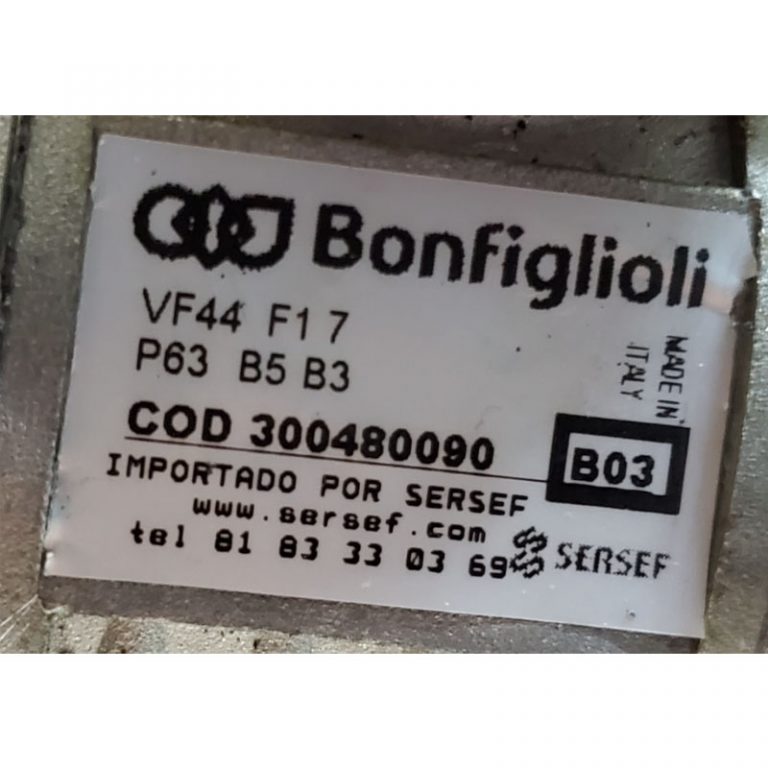 Bonfiglioli
VF44 F1 7
P63 B5 B3
MADE IN
ITALY
COD 300480090
B03
IMPORTADO POR SERSEF
www.sersef.com
tel 81 83 33 03 69
SERSEF